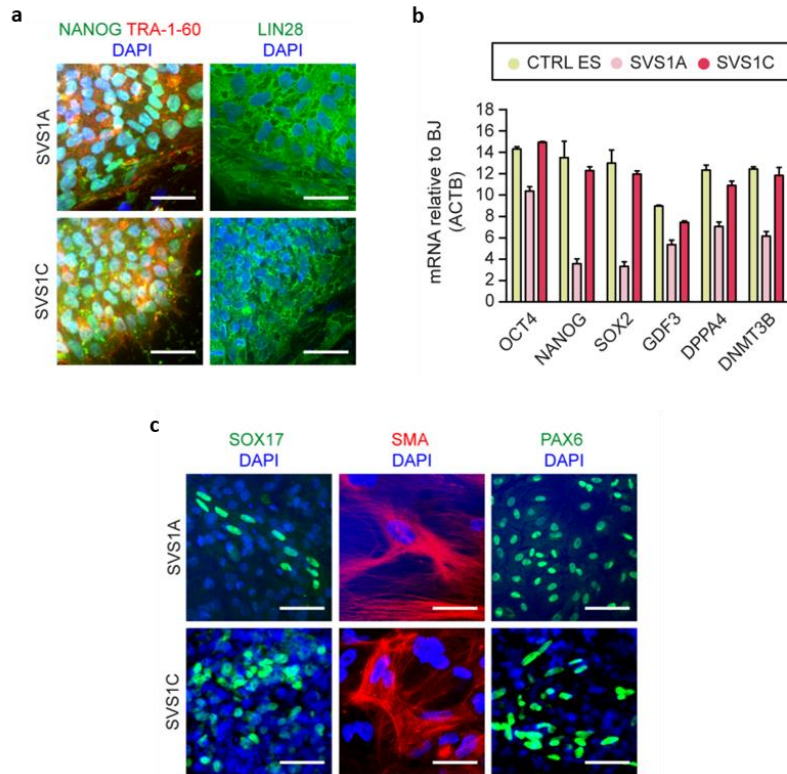 a
NANOG TRA-1-60
DAPI
LIN28
SVS1A
SVS1C
b
CTRL ES
SVS1A
SVS1C
mRNA relative to BJ
(ACTB)
18
16
14
12
10
8
6
4
2
0
OCT4
NANOG
SOX2
GDF3
DPPA4
DNMT3B
c
SOX17
DAPI
SMA
DAPI
PAX6
DAPI
SVS1A
SVS1C